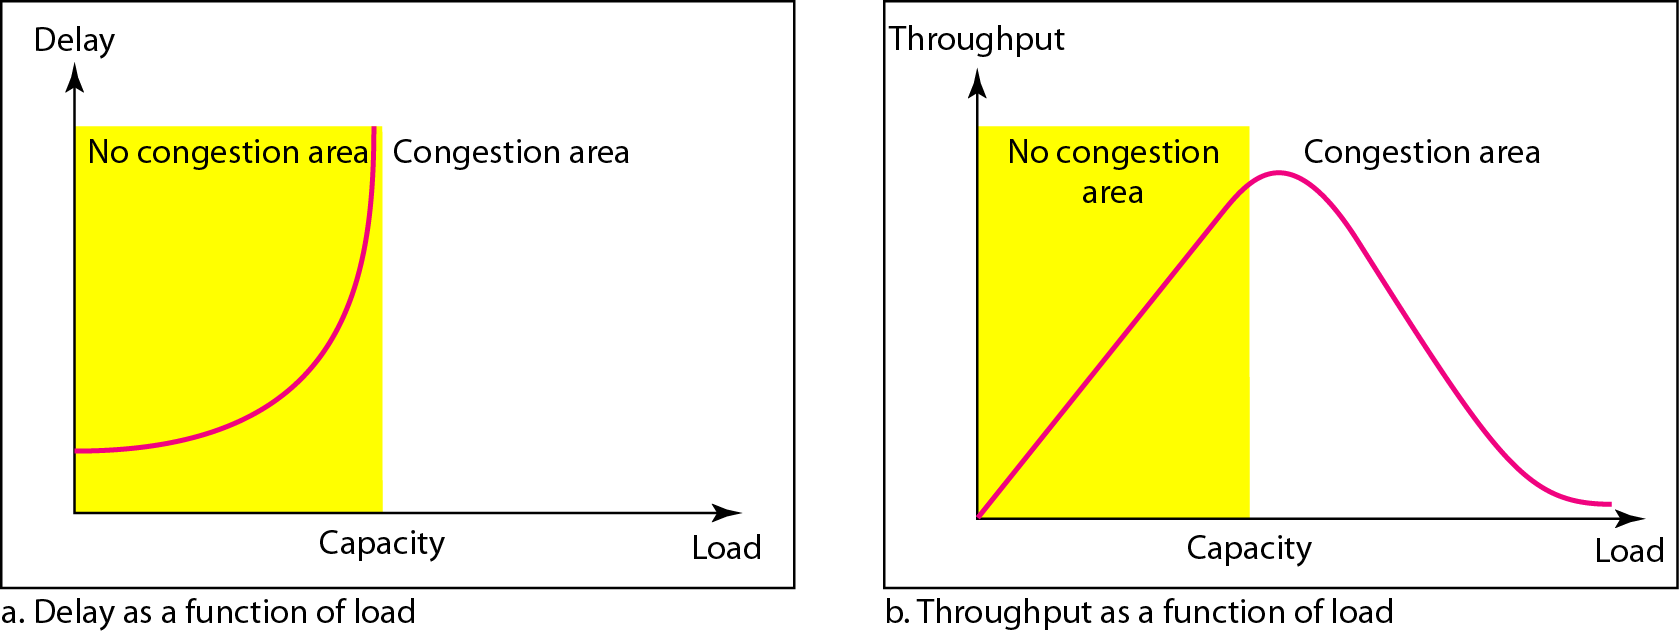 Delay
No congestion area
Congestion area
Capacity
Load
a. Delay as a function of load
Throughput
No congestion
area
Congestion area
Capacity
Load
b. Throughput as a function of load